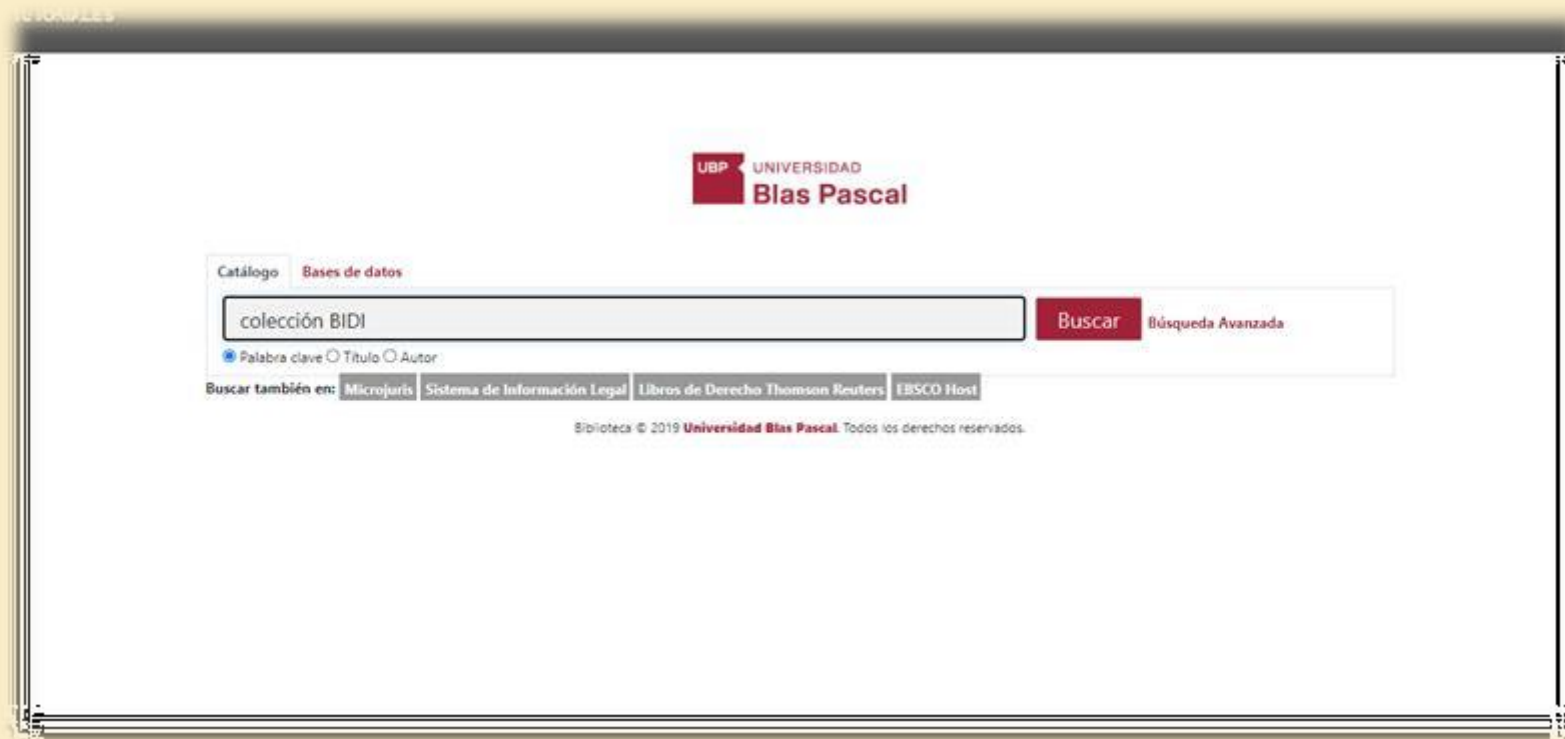 UBP UNIVERSIDAD
Blas Pascal
Catálogo Bases de datos
colección BIDI Buscar Búsqueda Avanzada
Palabra clave Título Autor
Buscar también en: Microjuris Sistema de Información Legal Libros de Derecho Thomson Reuters EBSCO Host
Biblioteca © 2019 Universidad Blas Pascal. Todos los derechos reservados.